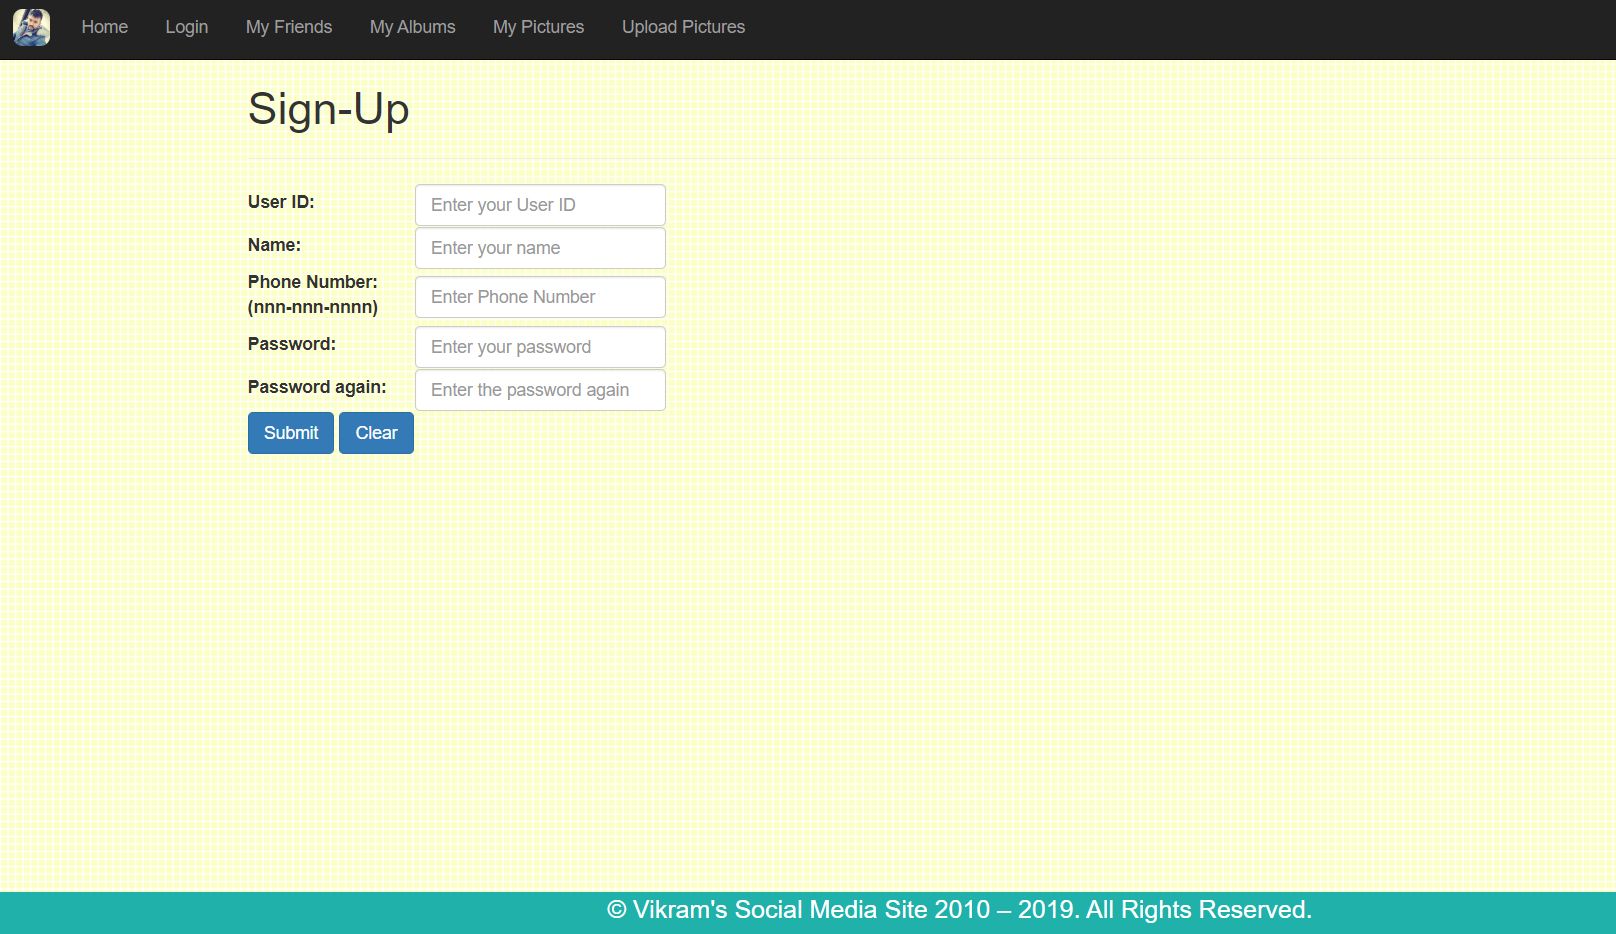 Home Login My Friends My Albums My Pictures Upload Pictures
Sign-Up
User ID: Enter your User ID
Name: Enter your name
Phone Number:
(nnn-nnn-nnnn) Enter Phone Number
Password: Enter your password
Password again: Enter the password again
Submit Clear
© Vikram's Social Media Site 2010 – 2019. All Rights Reserved.